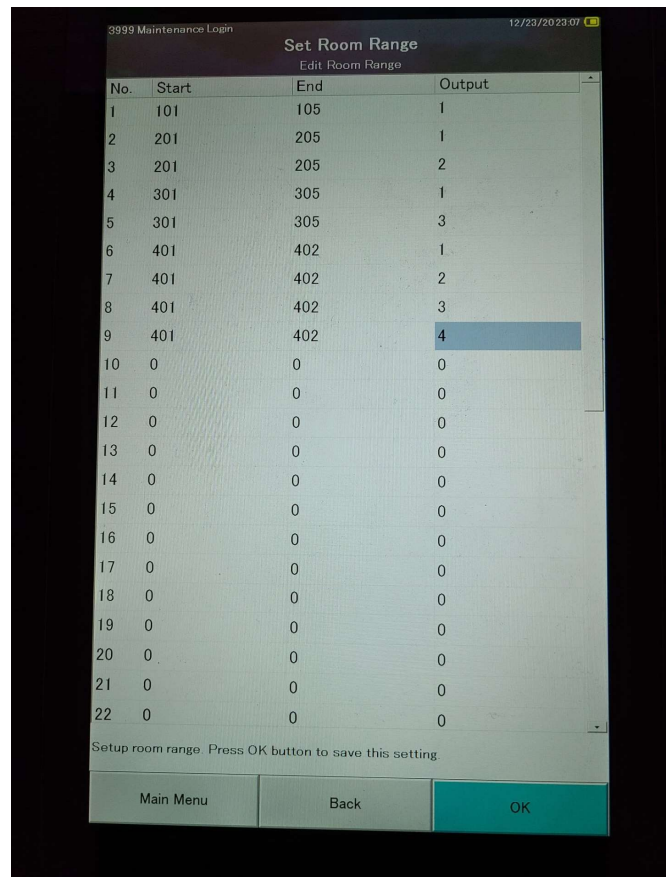 3999 Maintenance Login 12/23/2023:07
Set Room Range
Edit Room Range
No. Start End Output
1 101 105 1
2 201 205 1
3 201 205 2
4 301 305 1
5 301 305 3
6 401 402 1
7 401 402 2
8 401 402 3
9 401 402 4
10 0 0 0
11 0 0 0
12 0 0 0
13 0 0 0
14 0 0 0
15 0 0 0
16 0 0 0
17 0 0 0
18 0 0 0
19 0 0 0
20 0 0 0
21 0 0 0
22 0 0 0
Setup room range. Press OK button to save this setting.
Main Menu Back OK